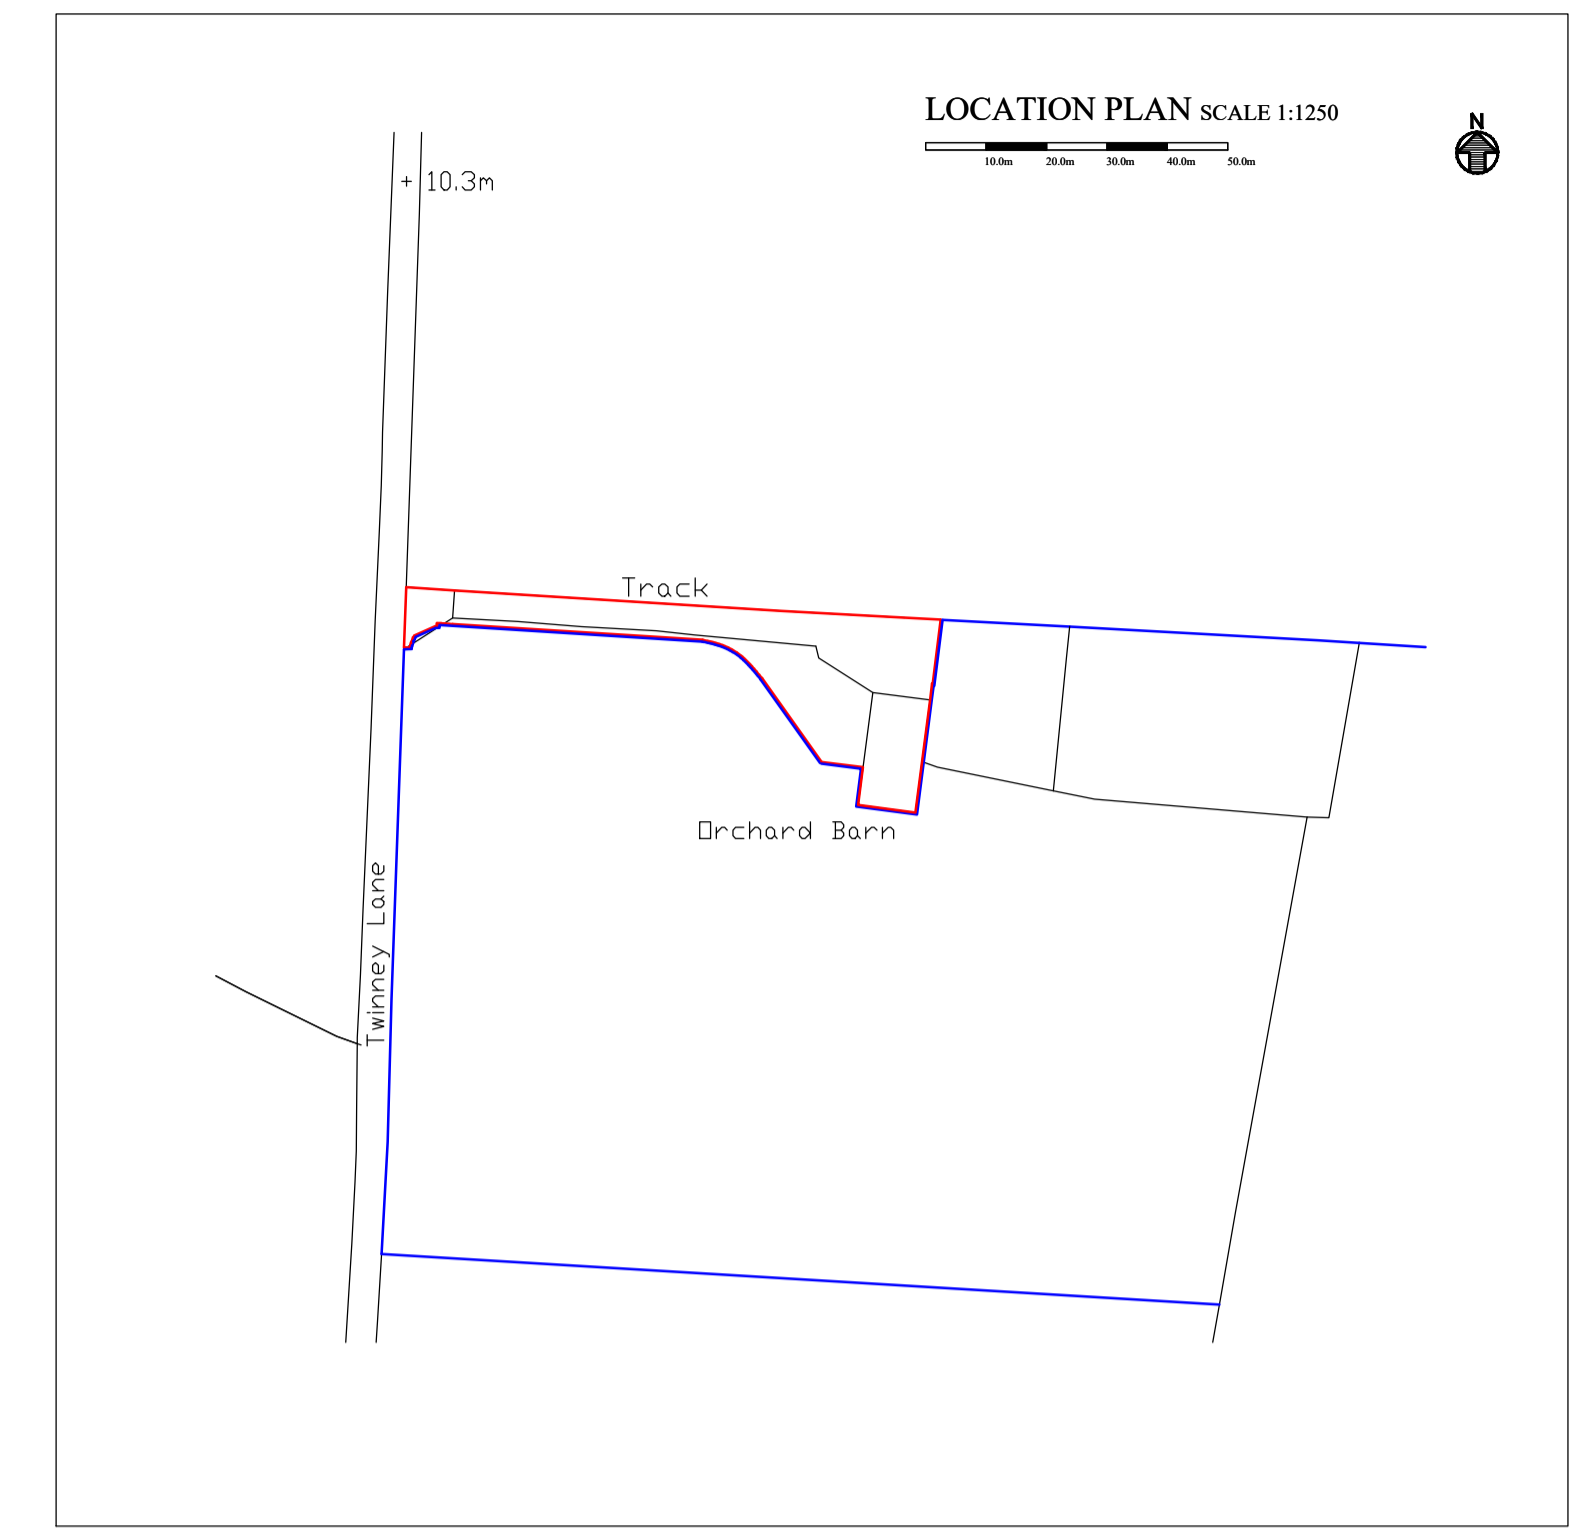 LOCATION PLAN SCALE 1:1250
N
10.0m 20.0m 30.0m 40.0m 50.0m
+ 10.3m
Track
Orchard Barn
Twinney Lane